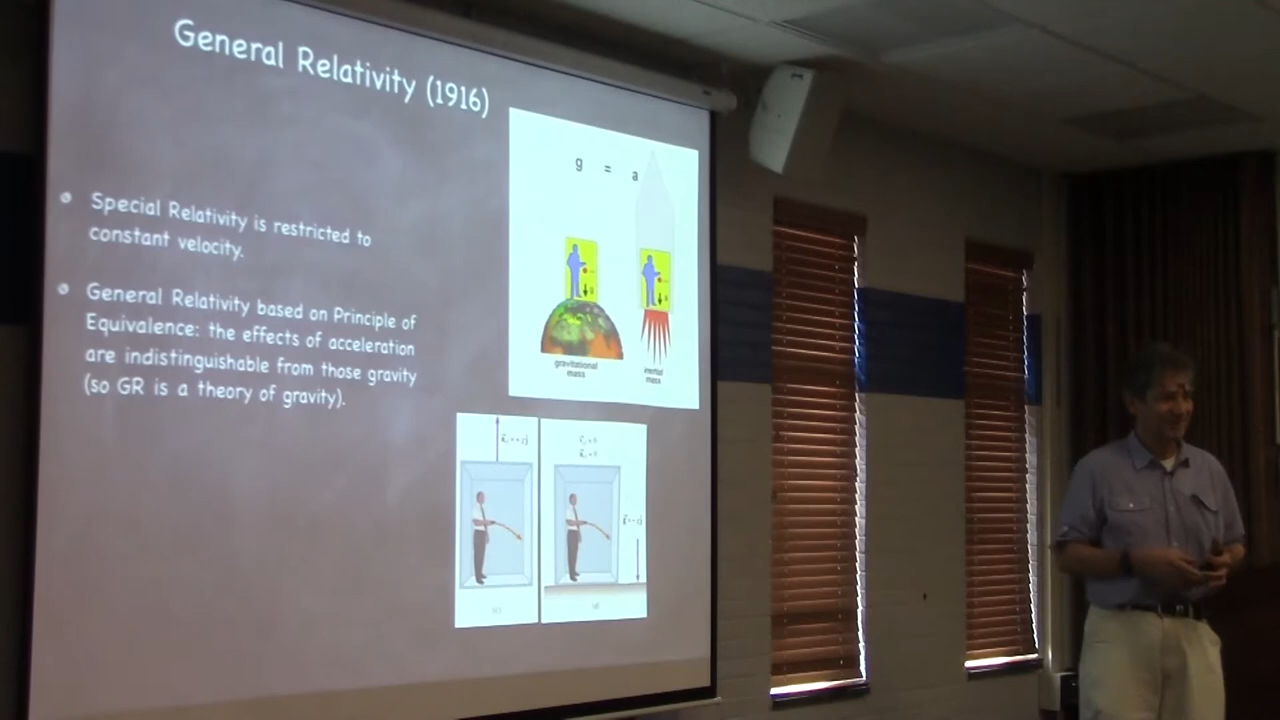 General Relativity (1916)
Special Relativity is restricted to
constant velocity.
General Relativity based on Principle of
Equivalence: the effects of acceleration
are indistinguishable from those gravity
(so GR is a theory of gravity).
g = a
gravitational
mass
inertial
mass